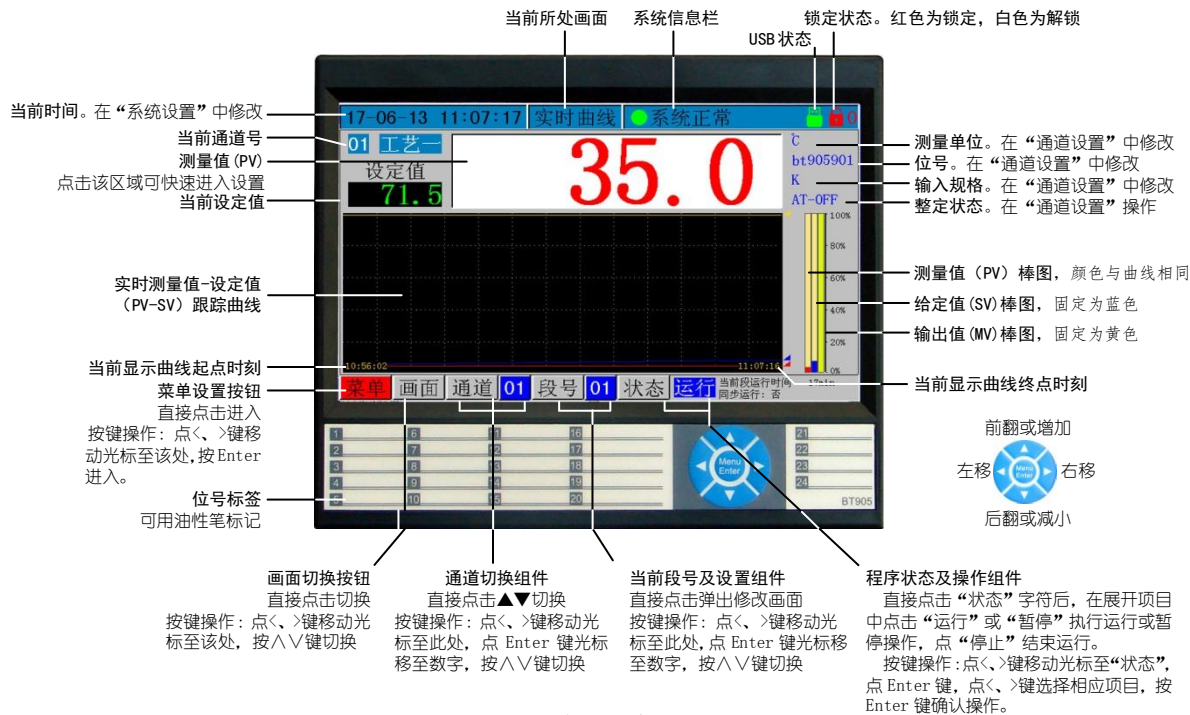 当前所处画面
系统信息栏
锁定状态。红色为锁定，白色为解锁
USB 状态
当前时间。在“系统设置”中修改
当前通道号
测量值(PV)
点击该区域可快速进入设置
当前设定值
实时测量值-设定值
（PV-SV）跟踪曲线
当前显示曲线起点时刻
菜单设置按钮
直接点击进入
按键操作：点<、>键移
动光标至该处,按Enter
进入。
位号标签
可用油性笔标记
17-06-13 11:07:17
实时曲线
系统正常
0
01
工艺一
设定值
71.5
35.0
℃
bt905901
K
AT-OFF
100%
80%
60%
40%
20%
0%
10:56:02
11:07:16
17min
菜单
画面
通道
01
段号
01
状态
运行
当前段运行时间
同步运行：否
1
2
3
4
5
6
7
8
9
10
11
12
13
14
15
16
17
18
19
20
Menu
Enter
21
22
23
24
BT905
测量单位。在“通道设置”中修改
位号。在“通道设置”中修改
输入规格。在“通道设置”中修改
整定状态。在“通道设置”操作
测量值（PV）棒图，颜色与曲线相同
给定值(SV)棒图，固定为蓝色
输出值(MV)棒图，固定为黄色
当前显示曲线终点时刻
前翻或增加
左移
Menu
Enter
右移
后翻或减小
画面切换按钮
直接点击切换
按键操作：点<、>键移动光
标至该处，按∧∨键切换
通道切换组件
直接点击▲▼切换
按键操作：点<、>键移动光
标至此处，点 Enter 键光标
移至数字，按∧∨键切换
当前段号及设置组件
直接点击弹出修改画面
按键操作：点<、>键移动光
标至此处,点 Enter 键光标移
至数字，按∧∨键切换
程序状态及操作组件
直接点击“状态”字符后，在展开项目
中点击“运行”或“暂停”执行运行或暂
停操作，点“停止”结束运行。
按键操作:点<、>键移动光标至“状态”，
点 Enter 键，点<、>键选择相应项目，按
Enter 键确认操作。